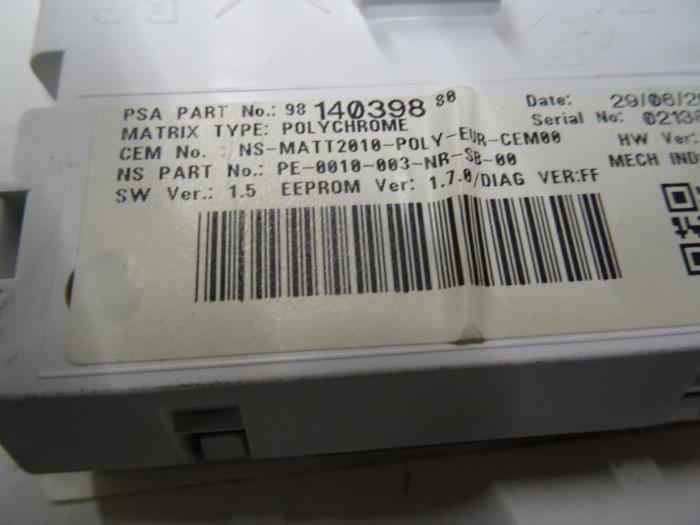 PSA PART No.: 98 140398 80 Date: 29/06/20
MATRIX TYPE: POLYCHROME Serial No: 02138
CEM No. : NS-MATT2010-POLY-EUR-CEM00 HW Ver:
NS PART No.: PE-0010-003-NR-SB-00 MECH IND
SW Ver.: 1.5 EEPROM Ver: 1.7.0/DIAG VER:FF